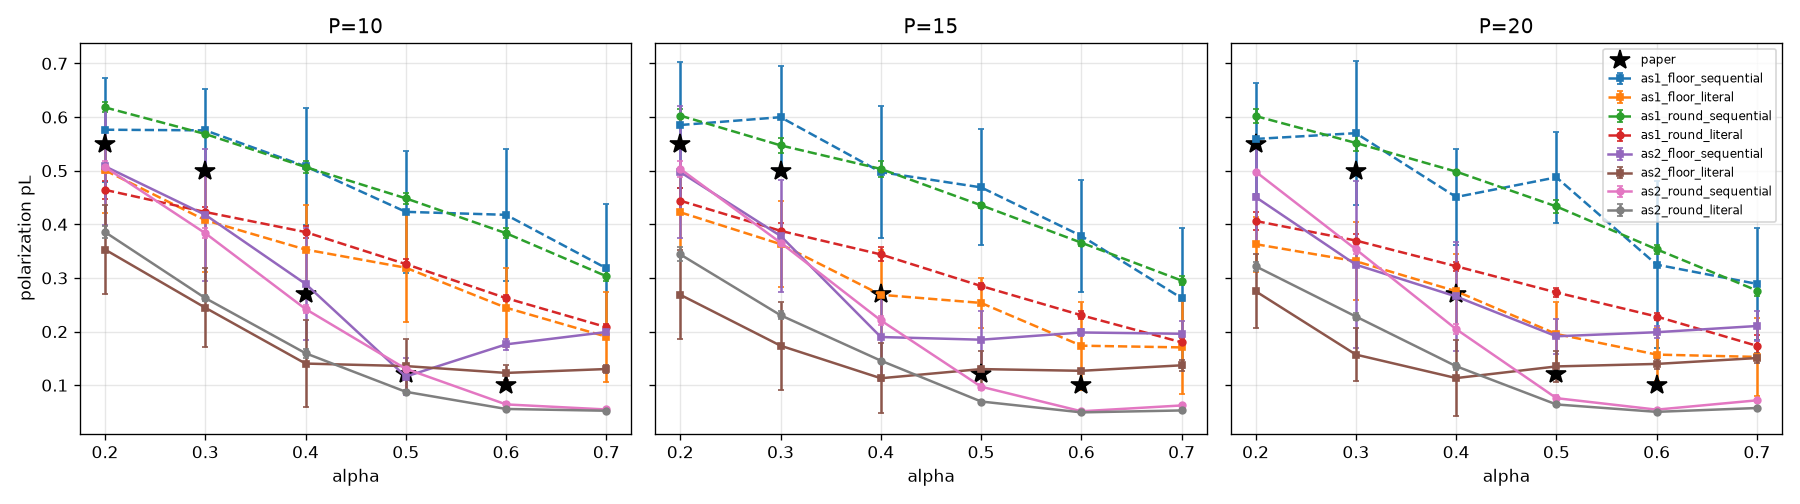 P=10
P=15
P=20
polarization pL
0.7
0.6
0.5
0.4
0.3
0.2
0.1
paper
as1_floor_sequential
as1_floor_literal
as1_round_sequential
as1_round_literal
as2_floor_sequential
as2_floor_literal
as2_round_sequential
as2_round_literal
0.2 0.3 0.4 0.5 0.6 0.7
0.2 0.3 0.4 0.5 0.6 0.7
0.2 0.3 0.4 0.5 0.6 0.7
alpha
alpha
alpha